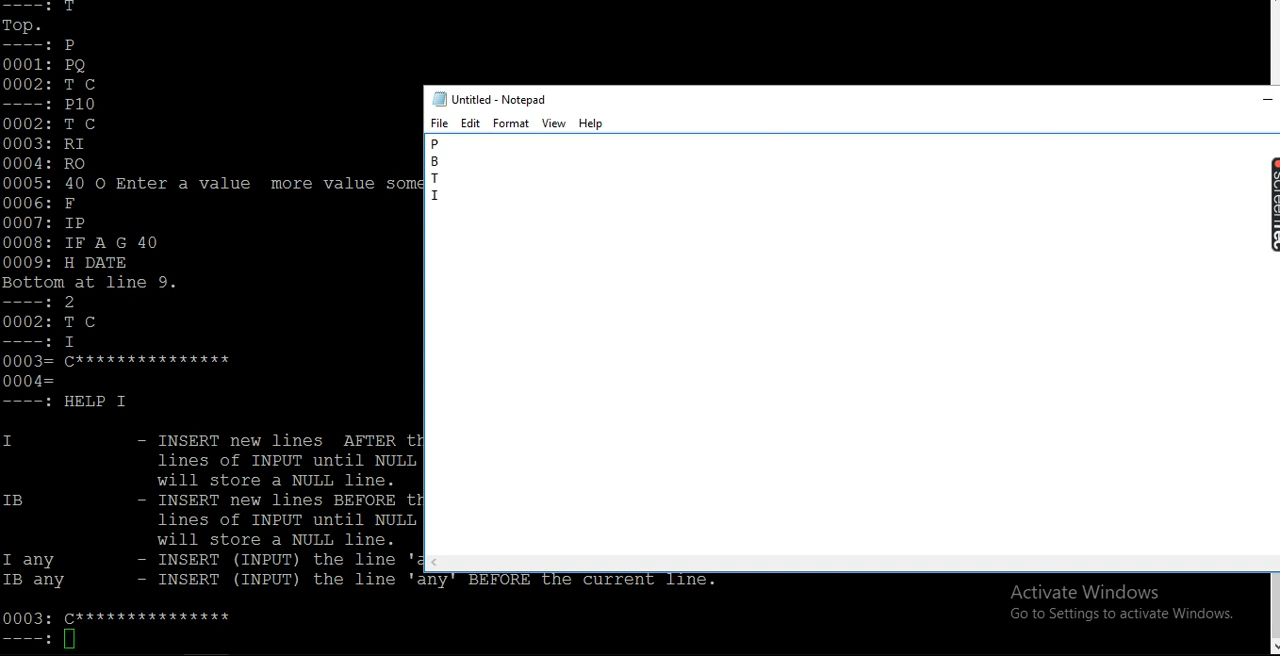 ----: T
Top.
----: P
0001: PQ
0002: T C
----: P10
0002: T C
0003: RI
0004: RO
0005: 40 O Enter a value  more value some
0006: F
0007: IP
0008: IF A G 40
0009: H DATE
Bottom at line 9.
----: 2
0002: T C
----: I
0003= C***************
0004=
----: HELP I
I - INSERT new lines  AFTER th
lines of INPUT until NULL
will store a NULL line.
IB - INSERT new lines BEFORE th
lines of INPUT until NULL
will store a NULL line.
I any - INSERT (INPUT) the line 'a
IB any - INSERT (INPUT) the line 'any' BEFORE the current line.
0003: C***************
----:
Untitled - Notepad
File Edit Format View Help
P
B
T
I
Activate Windows
Go to Settings to activate Windows.